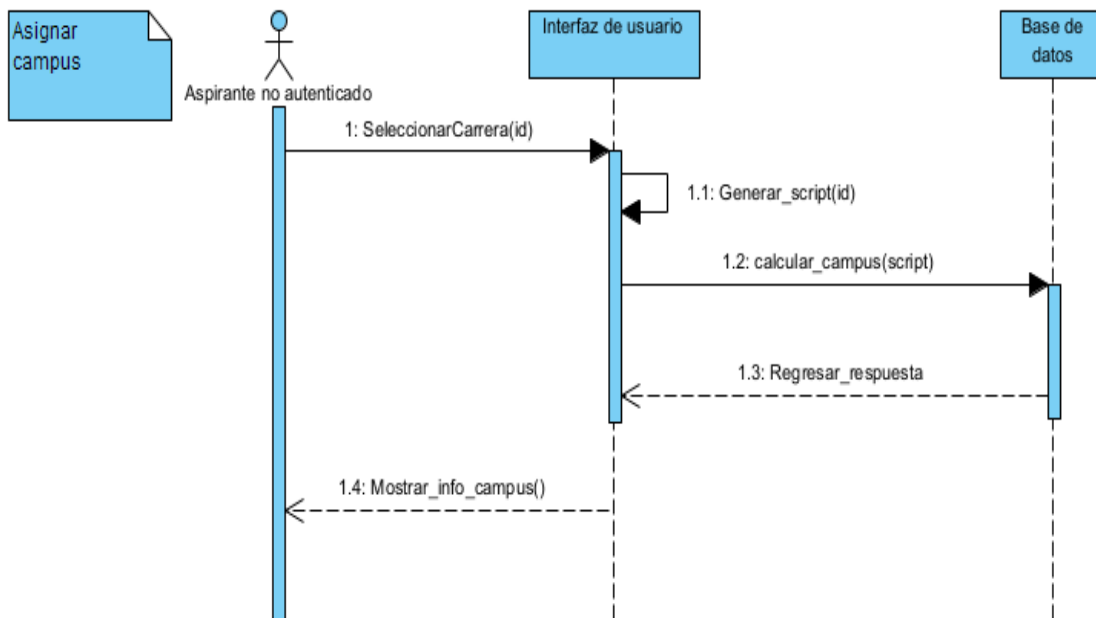 Asignar
campus
Aspirante no autenticado
Interfaz de usuario
Base de
datos
1: SeleccionarCarrera(id)
1.1: Generar_script(id)
1.2: calcular_campus(script)
1.3: Regresar_respuesta
1.4: Mostrar_info_campus()